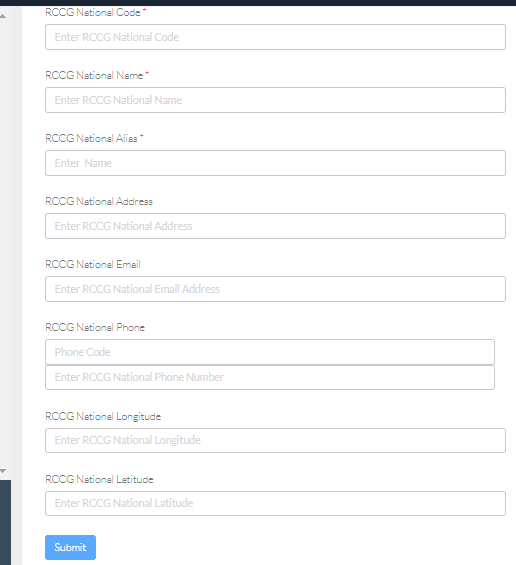 RCCG National Code *
Enter RCCG National Code
RCCG National Name *
Enter RCCG National Name
RCCG National Alias *
Enter Name
RCCG National Address
Enter RCCG National Address
RCCG National Email
Enter RCCG National Email Address
RCCG National Phone
Phone Code
Enter RCCG National Phone Number
RCCG National Longitude
Enter RCCG National Longitude
RCCG National Latitude
Enter RCCG National Latitude
Submit